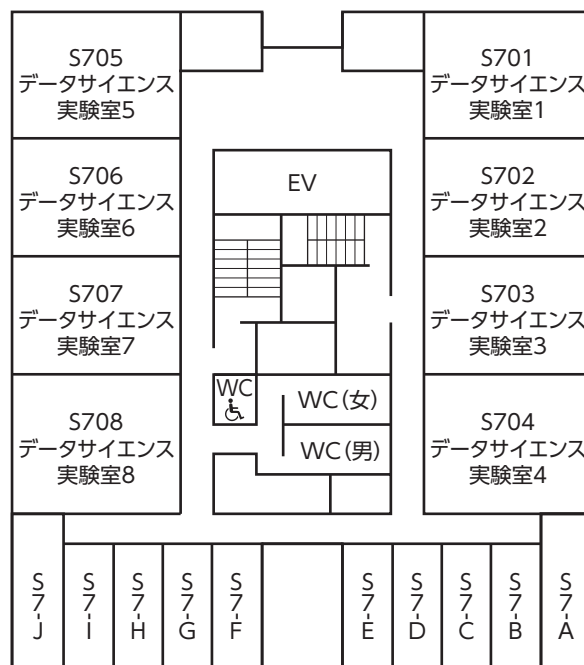 S705
データサイエンス
実験室5
S701
データサイエンス
実験室1
EV
S706
データサイエンス
実験室6
S702
データサイエンス
実験室2
S707
データサイエンス
実験室7
S703
データサイエンス
実験室3
WC
WC(女)
S708
データサイエンス
実験室8
WC(男)
S704
データサイエンス
実験室4
S7-J
S7-I
S7-H
S7-G
S7-F
S7-E
S7-D
S7-C
S7-B
S7-A